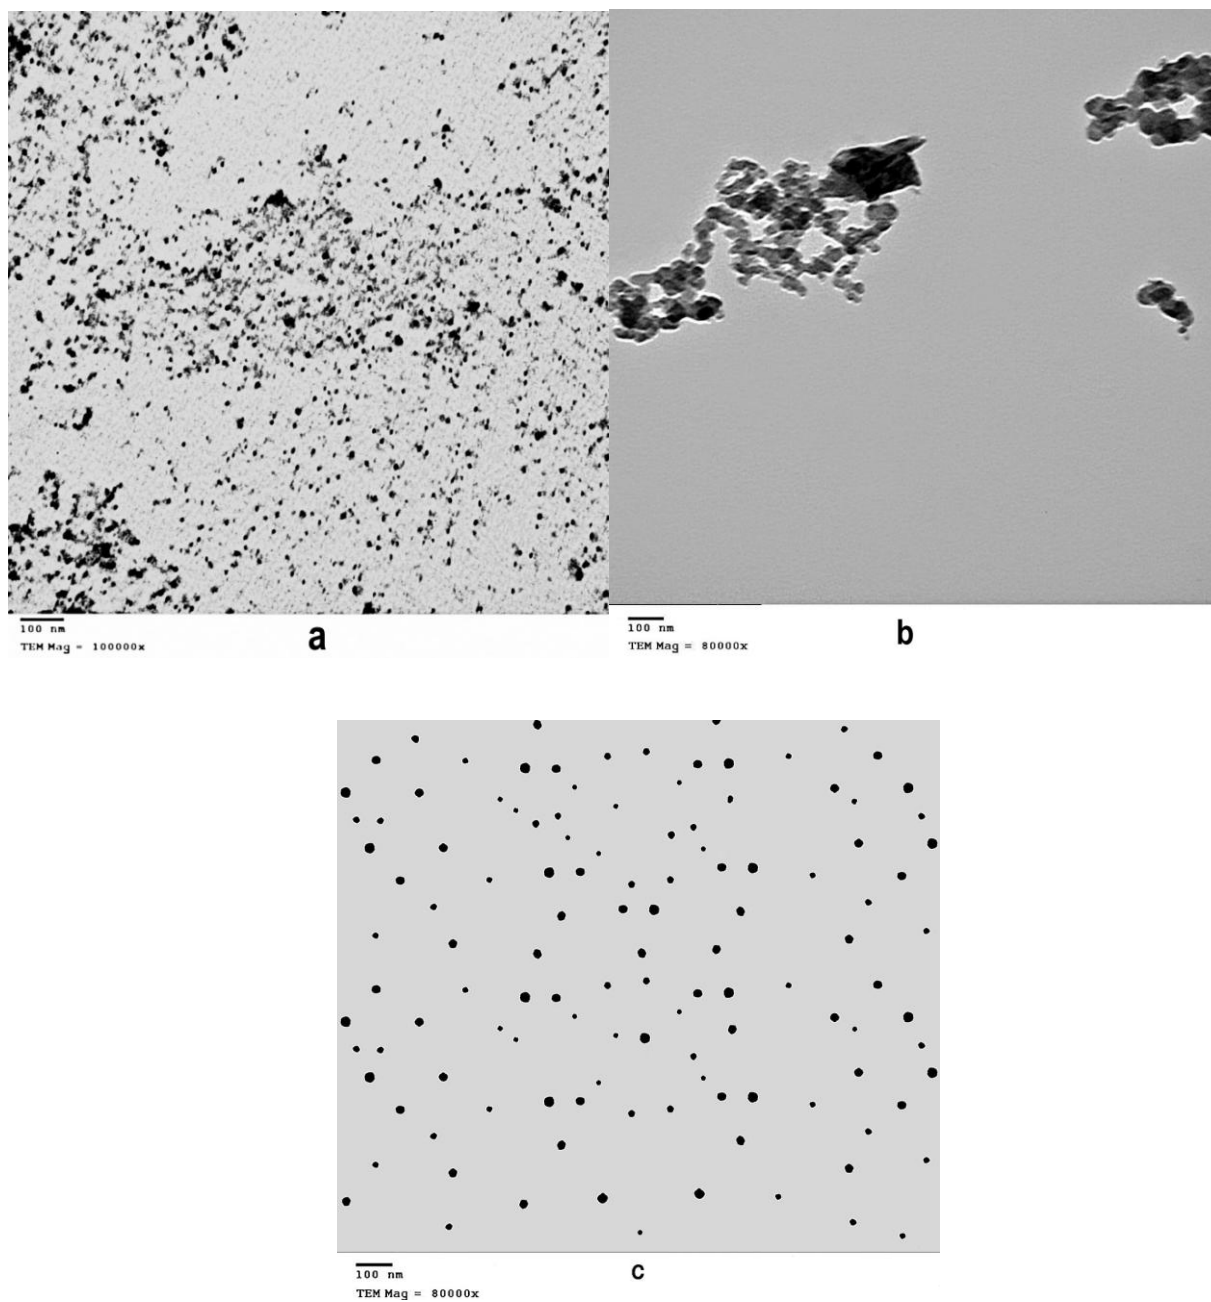 100 nm
TEM Mag = 100000x
a
100 nm
TEM Mag = 80000x
b
100 nm
TEM Mag = 80000x
c